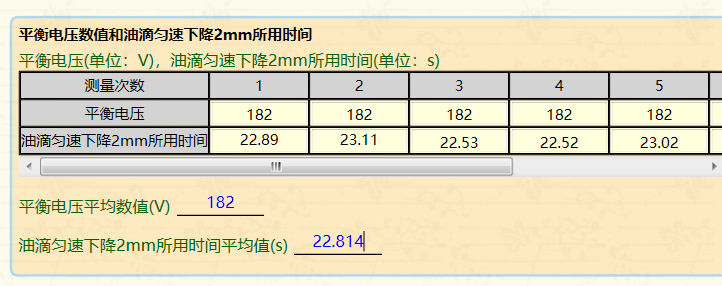 平衡电压数值和油滴匀速下降2mm所用时间
平衡电压(单位：V)，油滴匀速下降2mm所用时间(单位：s)
测量次数 1 2 3 4 5
平衡电压 182 182 182 182 182
油滴匀速下降2mm所用时间 22.89 23.11 22.53 22.52 23.02
平衡电压平均数值(V) 182
油滴匀速下降2mm所用时间平均值(s) 22.814